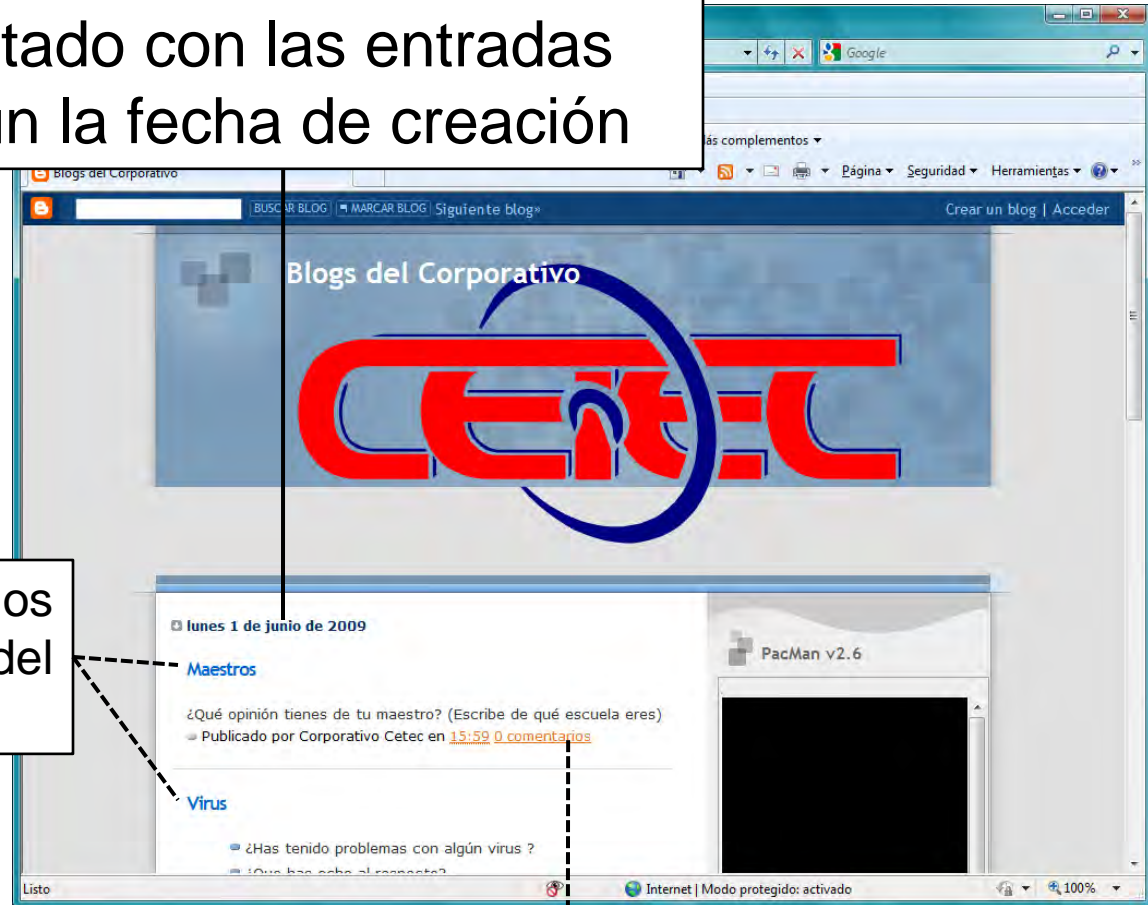 tado con las entradas
n la fecha de creación
Google
ás complementos
Blogs del Corporativo
Página Seguridad Herramientas
BUSCAR BLOG MARCAR BLOG Siguiente blog» Crear un blog | Acceder
Blogs del Corporativo
CETEC
os
del
lunes 1 de junio de 2009
PacMan v2.6
Maestros
¿Qué opinión tienes de tu maestro? (Escribe de qué escuela eres)
Publicado por Corporativo Cetec en 15:59 0 comentarios
Virus
¿Has tenido problemas con algún virus ?
Listo Internet | Modo protegido: activado 100%